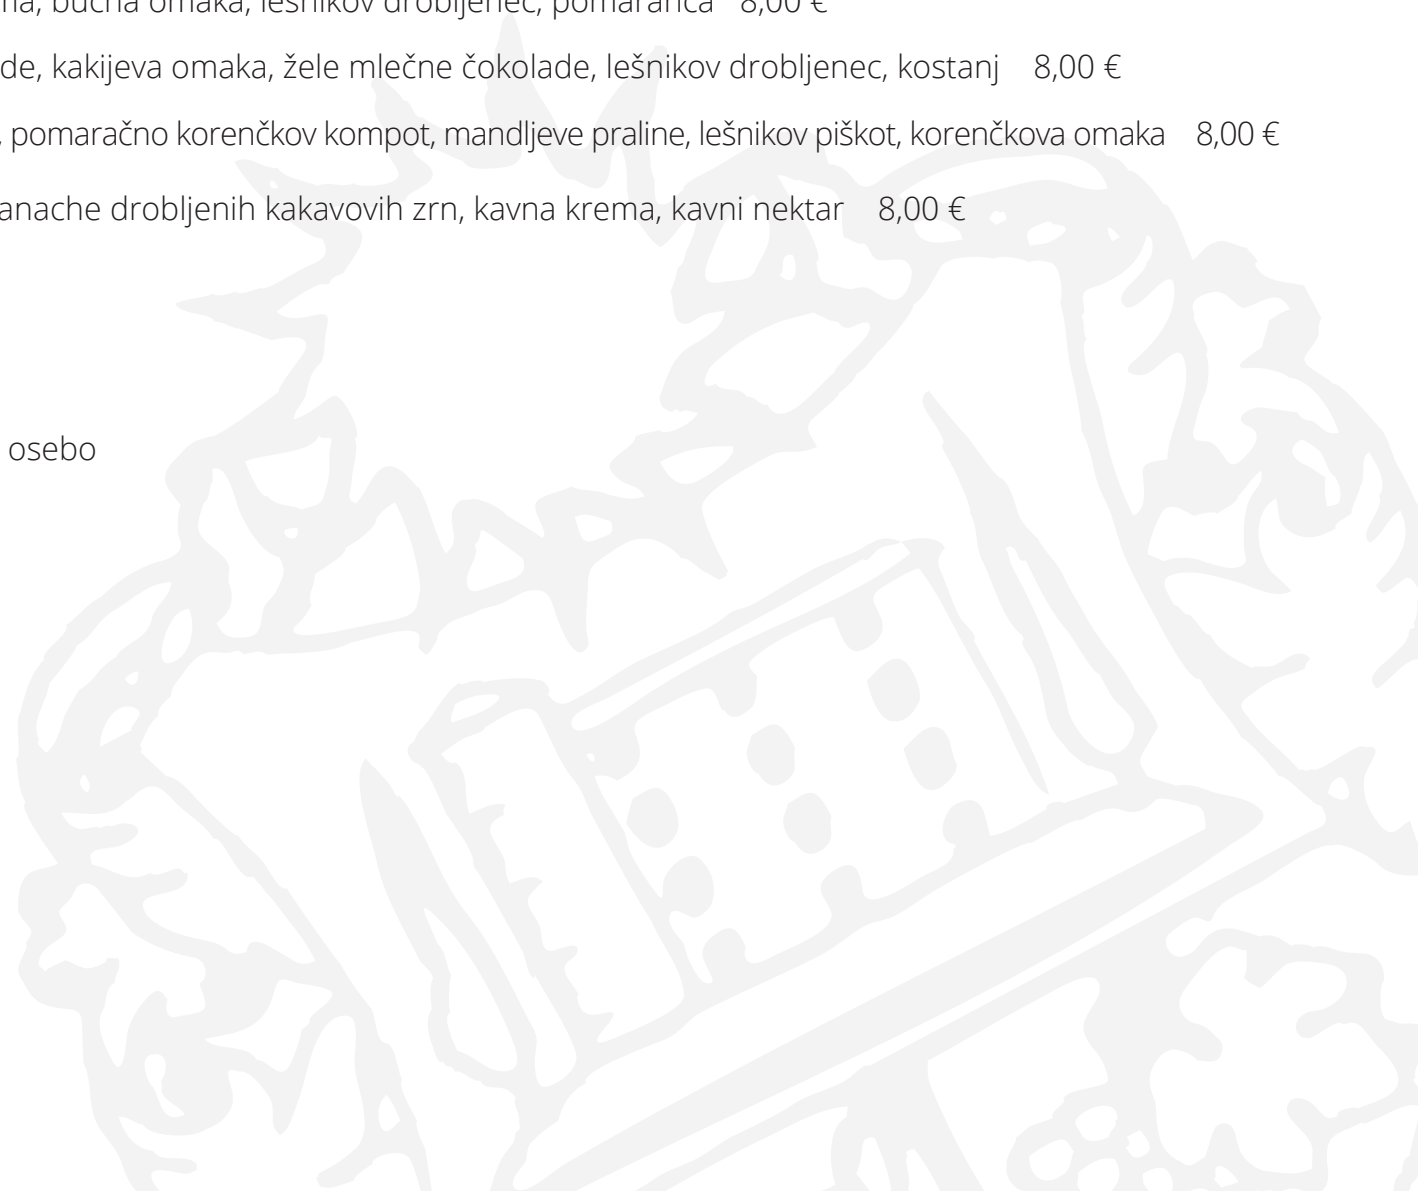 ma, bučna omaka, lešnikov drobljenec, pomaranča 8,00 €
de, kakijeva omaka, žele mlečne čokolade, lešnikov drobljenec, kostanj 8,00 €
, pomaračno korenčkov kompot, mandljeve praline, lešnikov piškot, korenčkova omaka 8,00 €
anache drobljenih kakavovih zrn, kavna krema, kavni nektar 8,00 €
osebo